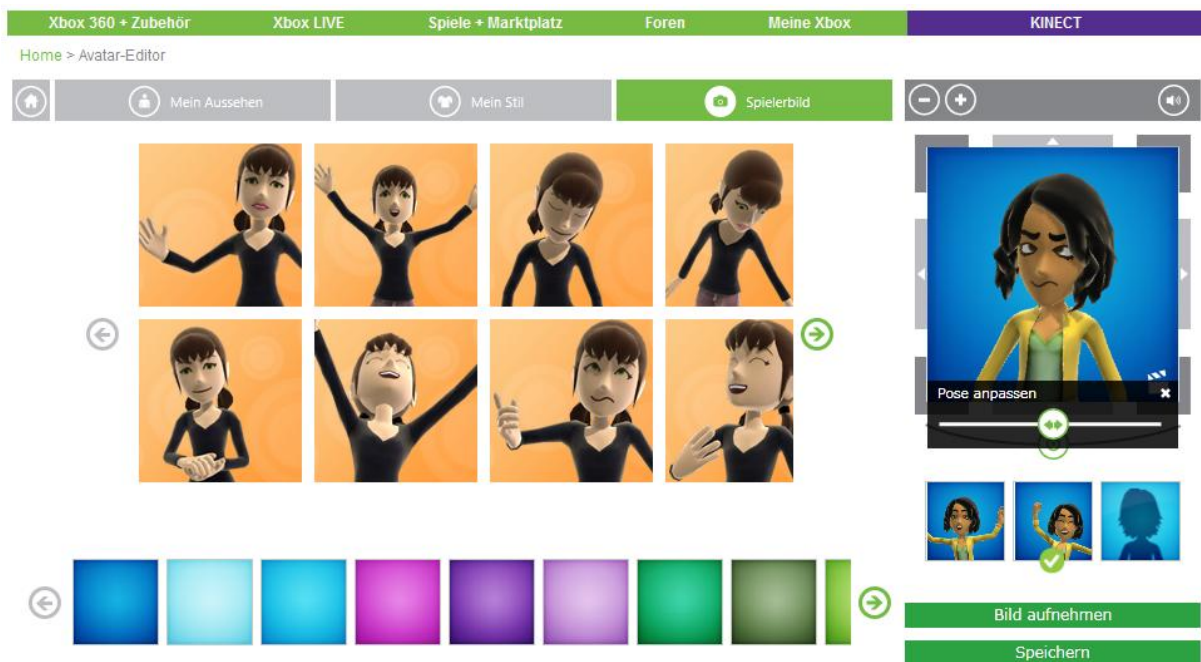 Xbox 360 + Zubehör Xbox LIVE Spiele + Marktplatz Foren Meine Xbox KINECT
Home > Avatar-Editor
Mein Aussehen Mein Stil Spielerbild
Pose anpassen
Bild aufnehmen
Speichern